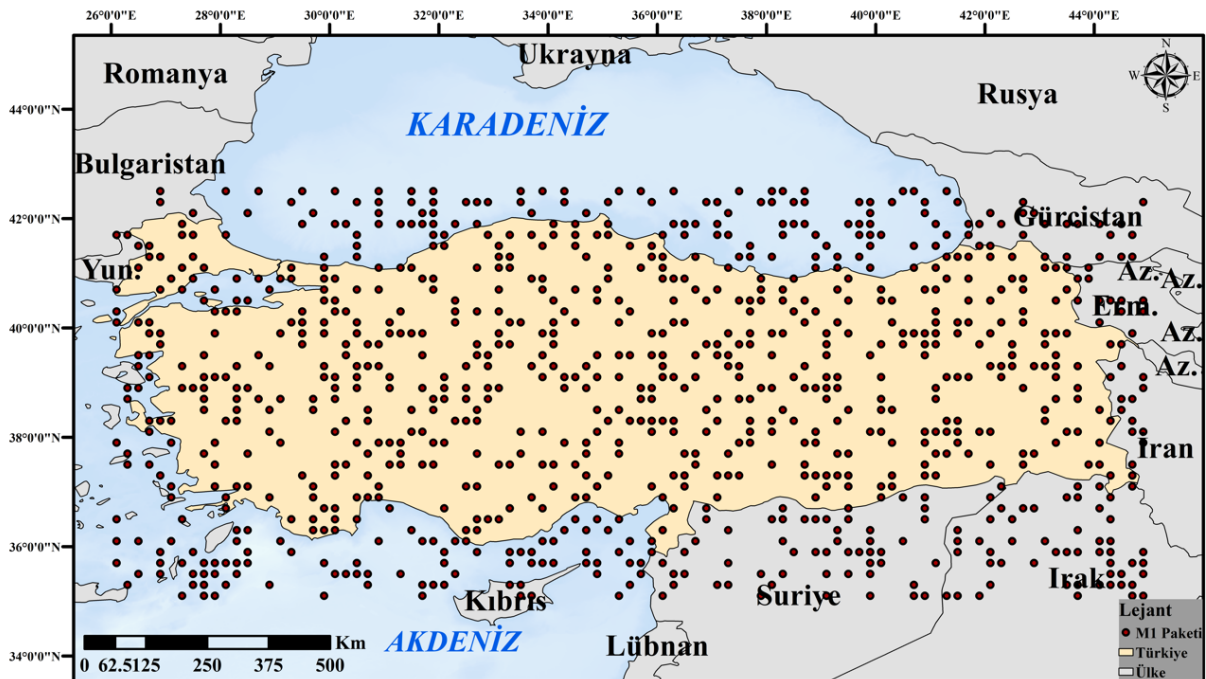 26°0'0"E 28°0'0"E 30°0'0"E 32°0'0"E 34°0'0"E 36°0'0"E 38°0'0"E 40°0'0"E 42°0'0"E 44°0'0"E
Ukrayna
Romanya
N
W E
S
Rusya
44°0'0"N
KARADENİZ
Bulgaristan
42°0'0"N
Gürcistan
Yun.
Az.
Az.
40°0'0"N
Erm.
Az.
Az.
38°0'0"N
İran
36°0'0"N
Irak
Suriye
Kıbrıs
Lejant
M1 Paketi
Türkiye
Ülke
AKDENİZ
Lübnan
34°0'0"N
Km
0 62.5125 250 375 500